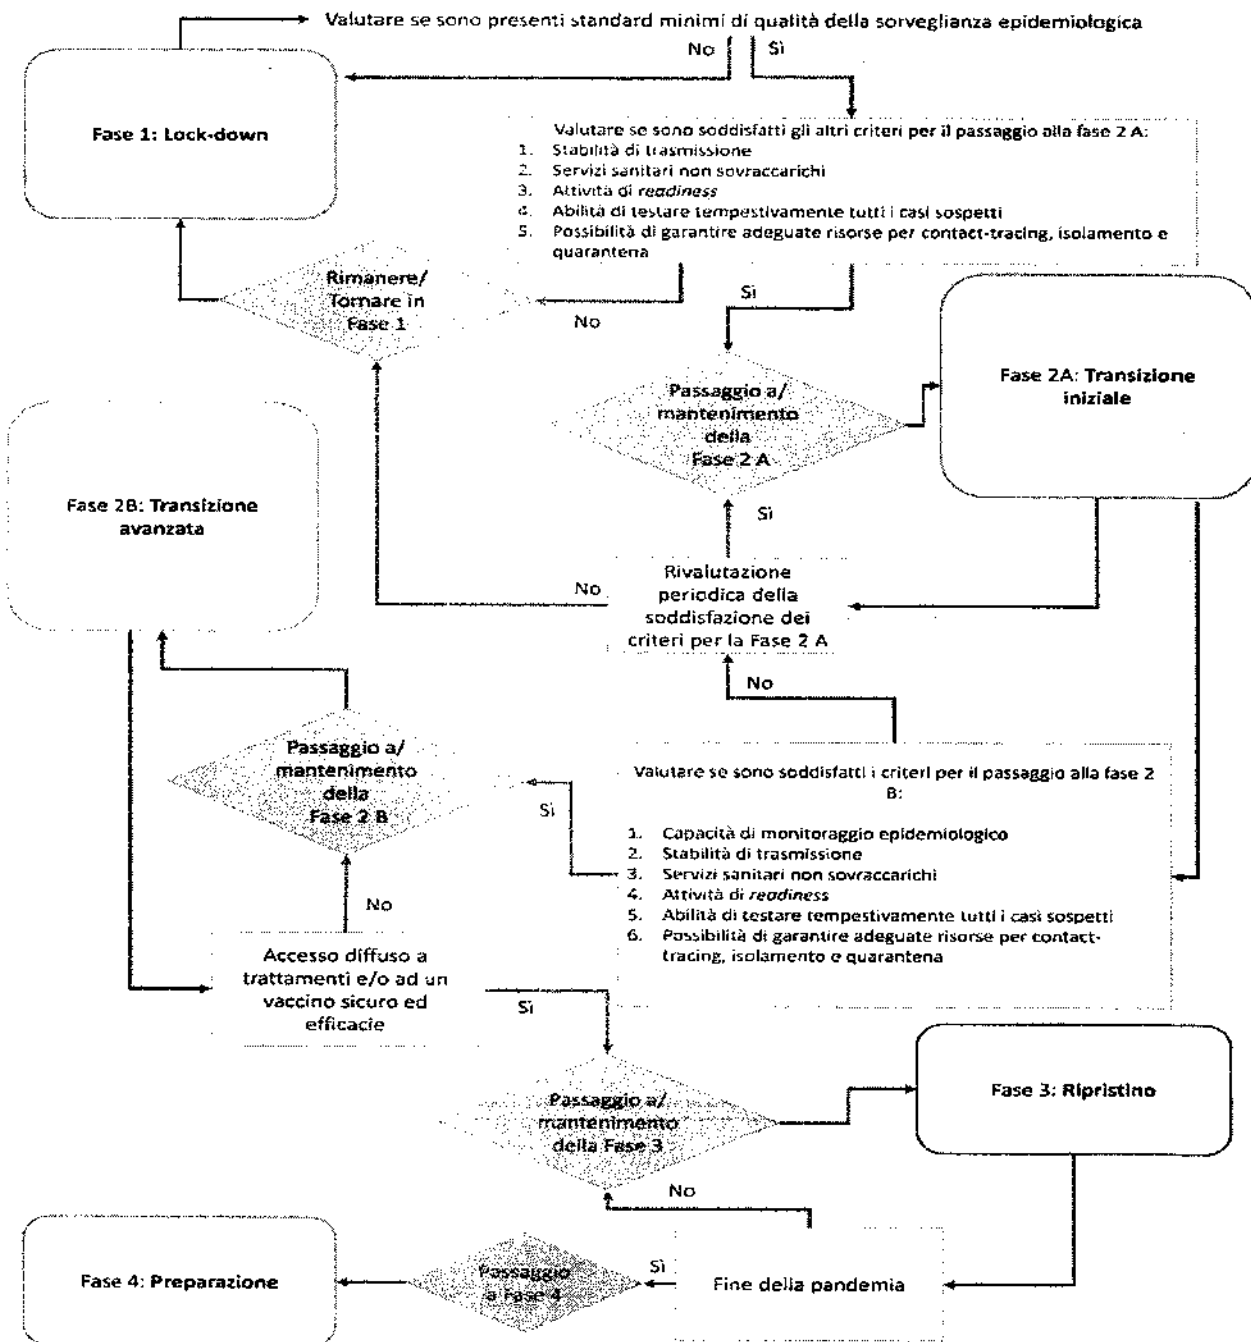 Valutare se sono presenti standard minimi di qualità della sorveglianza epidemiologica
No
Sì
Fase 1: Lock-down
Valutare se sono soddisfatti gli altri criteri per il passaggio alla fase 2 A:
1. Stabilità di trasmissione
2. Servizi sanitari non sovraccarichi
3. Attività di readiness
4. Abilità di testare tempestivamente tutti i casi sospetti
5. Possibilità di garantire adeguate risorse per contact-tracing, isolamento e
quarantena
Rimanere/
Tornare in
Fase 1
No
Sì
Passaggio a/
mantenimento
della
Fase 2 A
Fase 2A: Transizione
iniziale
Fase 2B: Transizione
avanzata
Sì
No
Rivalutazione
periodica della
soddisfazione dei
criteri per la Fase 2 A
No
Passaggio a/
mantenimento
della
Fase 2 B
Sì
Valutare se sono soddisfatti i criteri per il passaggio alla fase 2
B:
1. Capacità di monitoraggio epidemiologico
2. Stabilità di trasmissione
3. Servizi sanitari non sovraccarichi
4. Attività di readiness
5. Abilità di testare tempestivamente tutti i casi sospetti
6. Possibilità di garantire adeguate risorse per contact-
tracing, isolamento e quarantena
No
Accesso diffuso a
trattamenti e/o ad un
vaccino sicuro ed
efficacie
Sì
Passaggio a/
mantenimento
della Fase 3
Fase 3: Ripristino
No
Fase 4: Preparazione
Passaggio
a Fase 4
Sì
Fine della pandemia